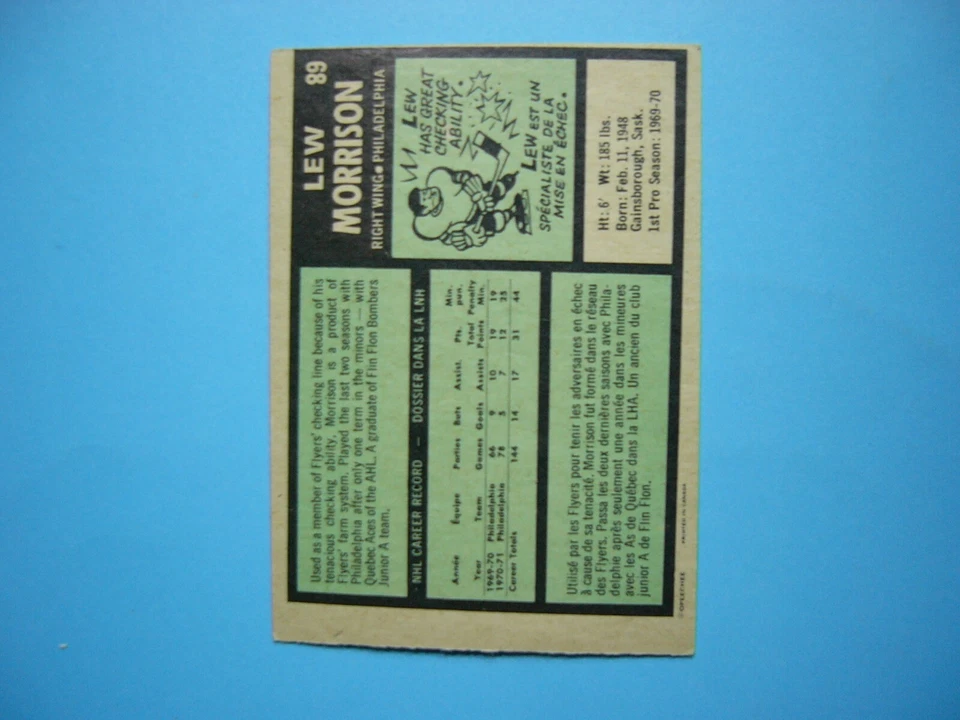 LEW 89
MORRISON
RIGHT WING • PHILADELPHIA
Used as a member of Flyers' checking line because of his
tenacious checking ability, Morrison is a product of
Flyers' farm system. Played the last two seasons with
Philadelphia after only one term in the minors — with
Quebec Aces of the AHL. A graduate of Flin Flon Bombers
Junior A team.
LEW
HAS GREAT
CHECKING
ABILITY.
LEW EST UN
SPÉCIALISTE DE LA
MISE EN ÉCHEC.
NHL CAREER RECORD — DOSSIER DANS LA LNH
Année Équipe Parties Buts Assist. Pts. Min. pun.
Year Team Games Goals Assists Total Points Penalty Min.
1969-70 Philadelphia 66 9 10 19 19
1970-71 Philadelphia 78 5 7 12 25
Career Totals 144 14 17 31 44
Ht: 6' Wt: 185 lbs.
Born: Feb. 11, 1948
Gainsborough, Sask.
1st Pro Season: 1969-70
Utilisé par les Flyers pour tenir les adversaires en échec
à cause de sa tenacité, Morrison fut formé dans le réseau
des Flyers. Passa les deux dernières saisons avec Phila-
delphie après seulement une année dans les mineures
avec les As de Québec dans la LHA. Un ancien du club
junior A de Flin Flon.
©OPEECHEE PRINTED IN CANADA